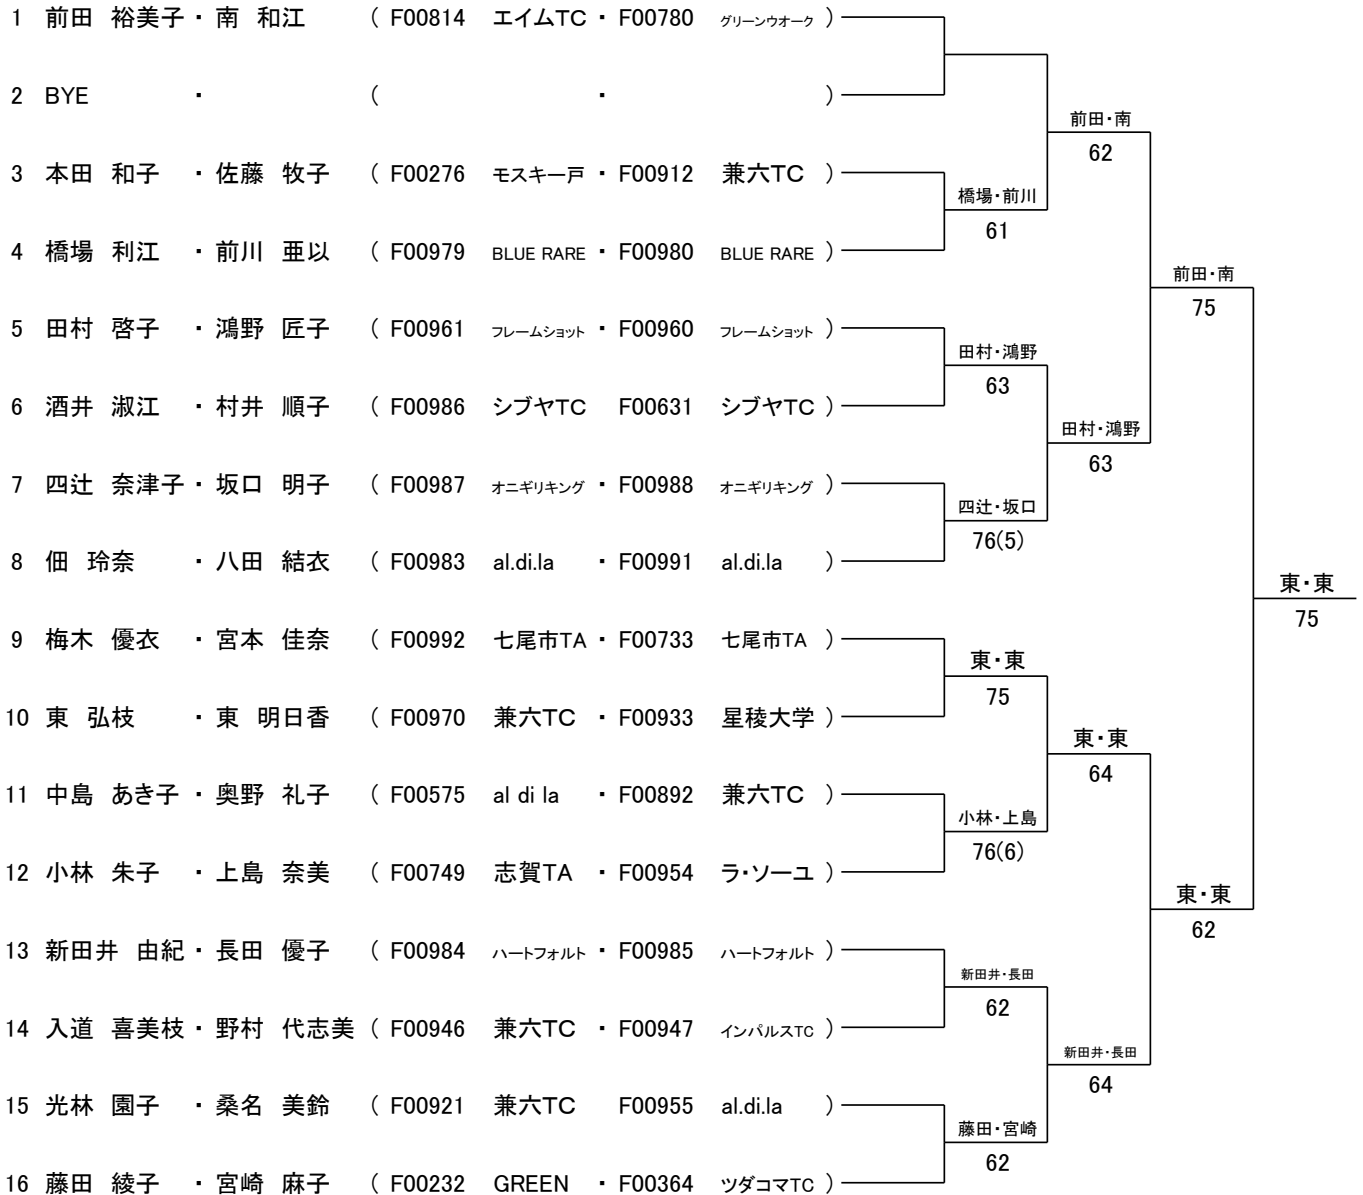 1 前田 裕美子・南 和江 ( F00814 エイムTC・F00780 グリーンウオーク )
2 BYE ・ ( ・ )
前田・南
62
3 本田 和子 ・佐藤 牧子 ( F00276 モスキー戸・F00912 兼六TC )
橋場・前川
61
4 橋場 利江 ・前川 亜以 ( F00979 BLUE RARE・F00980 BLUE RARE )
前田・南
75
5 田村 啓子 ・鴻野 匠子 ( F00961 フレームショット・F00960 フレームショット )
田村・鴻野
63
6 酒井 淑江 ・村井 順子 ( F00986 シブヤTC F00631 シブヤTC )
田村・鴻野
63
7 四辻 奈津子・坂口 明子 ( F00987 オニギリキング・F00988 オニギリキング )
四辻・坂口
76(5)
8 佃 玲奈 ・八田 結衣 ( F00983 al.di.la ・F00991 al.di.la )
東・東
75
9 梅木 優衣 ・宮本 佳奈 ( F00992 七尾市TA・F00733 七尾市TA )
東・東
75
10 東 弘枝 ・東 明日香 ( F00970 兼六TC ・F00933 星稜大学 )
東・東
64
11 中島 あき子・奥野 礼子 ( F00575 al di la ・F00892 兼六TC )
小林・上島
76(6)
12 小林 朱子 ・上島 奈美 ( F00749 志賀TA ・F00954 ラ・ソーユ )
東・東
62
13 新田井 由紀・長田 優子 ( F00984 ハートフォルト・F00985 ハートフォルト )
新田井・長田
62
14 入道 喜美枝・野村 代志美 ( F00946 兼六TC ・F00947 インパルスTC )
新田井・長田
64
15 光林 園子 ・桑名 美鈴 ( F00921 兼六TC F00955 al.di.la )
藤田・宮崎
62
16 藤田 綾子 ・宮崎 麻子 ( F00232 GREEN ・F00364 ツダコマTC )